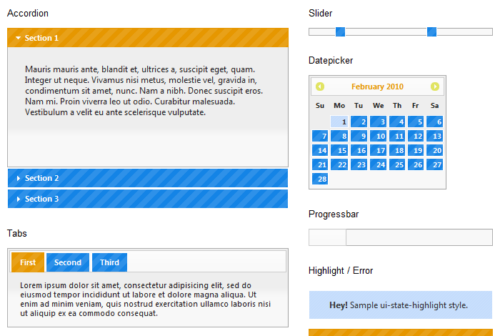 Accordion
Section 1
Mauris mauris ante, blandit et, ultrices a, suscipit eget, quam.
Integer ut neque. Vivamus nisi metus, molestie vel, gravida in,
condimentum sit amet, nunc. Nam a nibh. Donec suscipit eros.
Nam mi. Proin viverra leo ut odio. Curabitur malesuada.
Vestibulum a velit eu ante scelerisque vulputate.
Section 2
Section 3
Tabs
First Second Third
Lorem ipsum dolor sit amet, consectetur adipisicing elit, sed do
eiusmod tempor incididunt ut labore et dolore magna aliqua. Ut
enim ad minim veniam, quis nostrud exercitation ullamco laboris nisi
ut aliquip ex ea commodo consequat.
Slider
Datepicker
February 2010
Su Mo Tu We Th Fr Sa
1 2 3 4 5 6
7 8 9 10 11 12 13
14 15 16 17 18 19 20
21 22 23 24 25 26 27
28
Progressbar
Highlight / Error
Hey! Sample ui-state-highlight style.